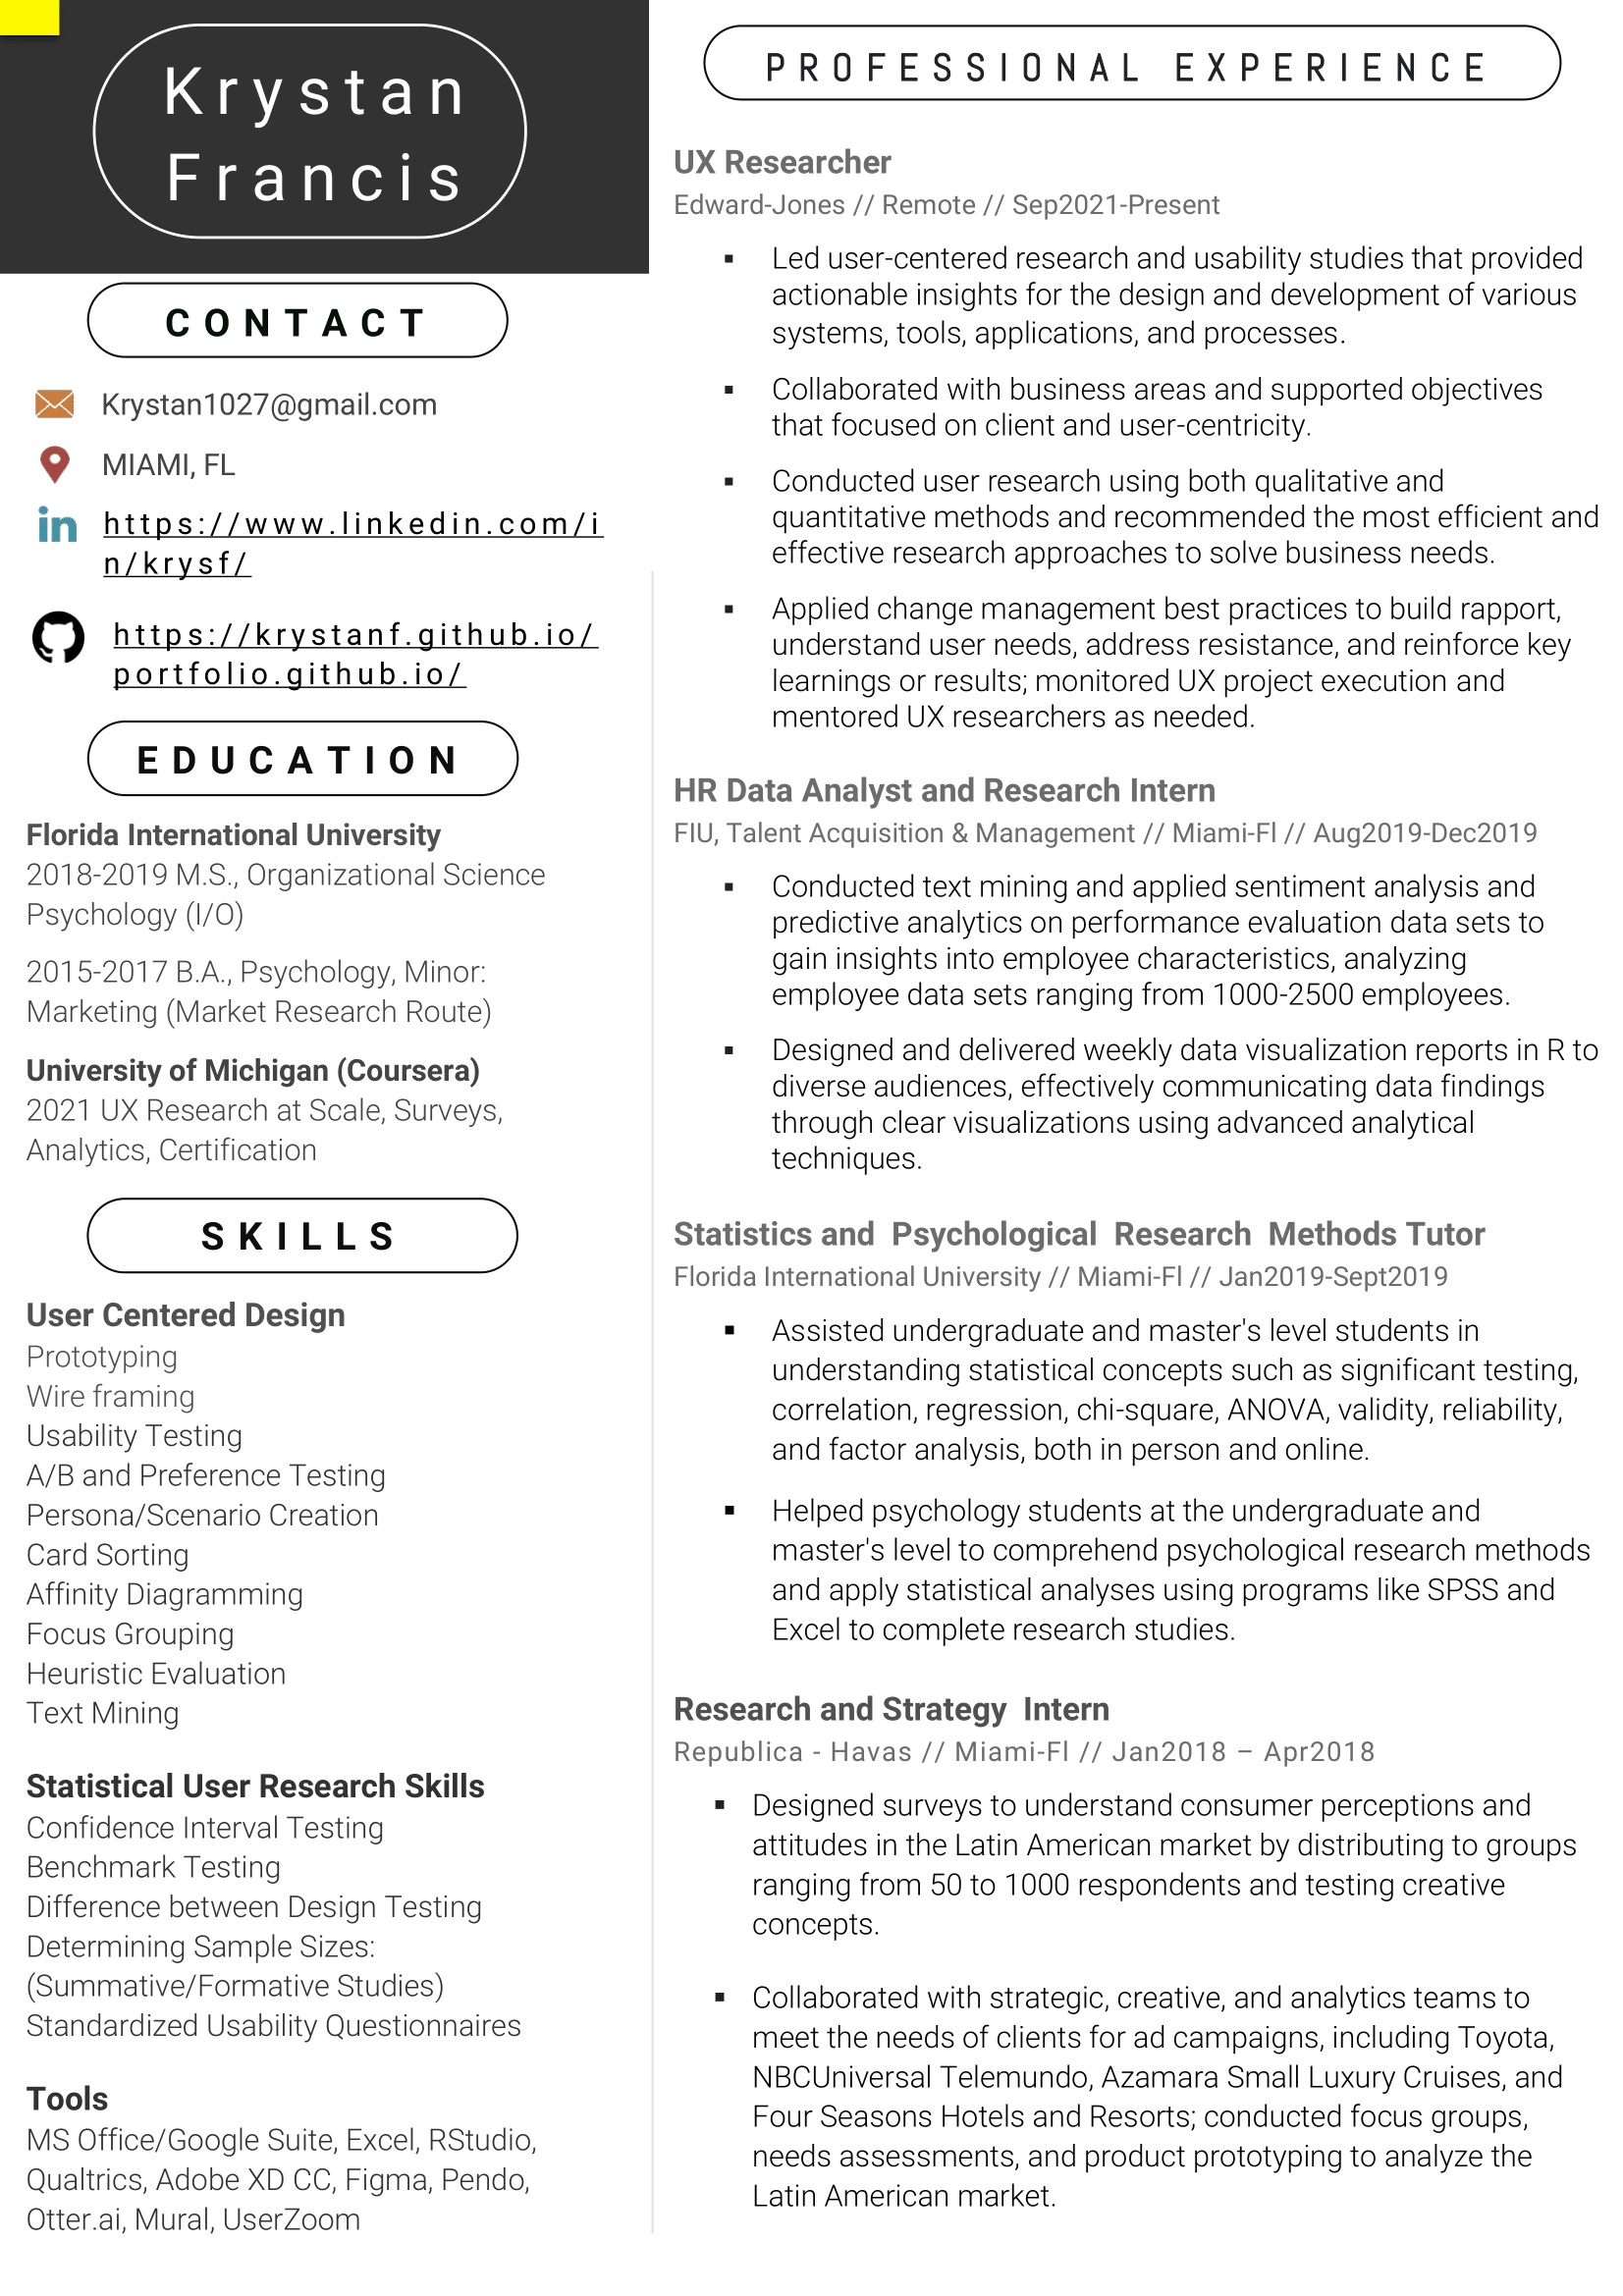 Krystan
Francis
CONTACT
Krystan1027@gmail.com
MIAMI, FL
https://www.linkedin.com/i
n/krysf/
https://krystanf.github.io/
portfolio.github.io/
EDUCATION
Florida International University
2018-2019 M.S., Organizational Science
Psychology (I/O)
2015-2017 B.A., Psychology, Minor:
Marketing (Market Research Route)
University of Michigan (Coursera)
2021 UX Research at Scale, Surveys,
Analytics, Certification
SKILLS
User Centered Design
Prototyping
Wire framing
Usability Testing
A/B and Preference Testing
Persona/Scenario Creation
Card Sorting
Affinity Diagramming
Focus Grouping
Heuristic Evaluation
Text Mining
Statistical User Research Skills
Confidence Interval Testing
Benchmark Testing
Difference between Design Testing
Determining Sample Sizes:
(Summative/Formative Studies)
Standardized Usability Questionnaires
Tools
MS Office/Google Suite, Excel, RStudio,
Qualtrics, Adobe XD CC, Figma, Pendo,
Otter.ai, Mural, UserZoom
PROFESSIONAL EXPERIENCE
UX Researcher
Edward-Jones // Remote // Sep2021-Present
▪ Led user-centered research and usability studies that provided
actionable insights for the design and development of various
systems, tools, applications, and processes.
▪ Collaborated with business areas and supported objectives
that focused on client and user-centricity.
▪ Conducted user research using both qualitative and
quantitative methods and recommended the most efficient and
effective research approaches to solve business needs.
▪ Applied change management best practices to build rapport,
understand user needs, address resistance, and reinforce key
learnings or results; monitored UX project execution and
mentored UX researchers as needed.
HR Data Analyst and Research Intern
FIU, Talent Acquisition & Management // Miami-Fl // Aug2019-Dec2019
▪ Conducted text mining and applied sentiment analysis and
predictive analytics on performance evaluation data sets to
gain insights into employee characteristics, analyzing
employee data sets ranging from 1000-2500 employees.
▪ Designed and delivered weekly data visualization reports in R to
diverse audiences, effectively communicating data findings
through clear visualizations using advanced analytical
techniques.
Statistics and Psychological Research Methods Tutor
Florida International University // Miami-Fl // Jan2019-Sept2019
▪ Assisted undergraduate and master's level students in
understanding statistical concepts such as significant testing,
correlation, regression, chi-square, ANOVA, validity, reliability,
and factor analysis, both in person and online.
▪ Helped psychology students at the undergraduate and
master's level to comprehend psychological research methods
and apply statistical analyses using programs like SPSS and
Excel to complete research studies.
Research and Strategy Intern
Republica - Havas // Miami-Fl // Jan2018 – Apr2018
▪ Designed surveys to understand consumer perceptions and
attitudes in the Latin American market by distributing to groups
ranging from 50 to 1000 respondents and testing creative
concepts.
▪ Collaborated with strategic, creative, and analytics teams to
meet the needs of clients for ad campaigns, including Toyota,
NBCUniversal Telemundo, Azamara Small Luxury Cruises, and
Four Seasons Hotels and Resorts; conducted focus groups,
needs assessments, and product prototyping to analyze the
Latin American market.